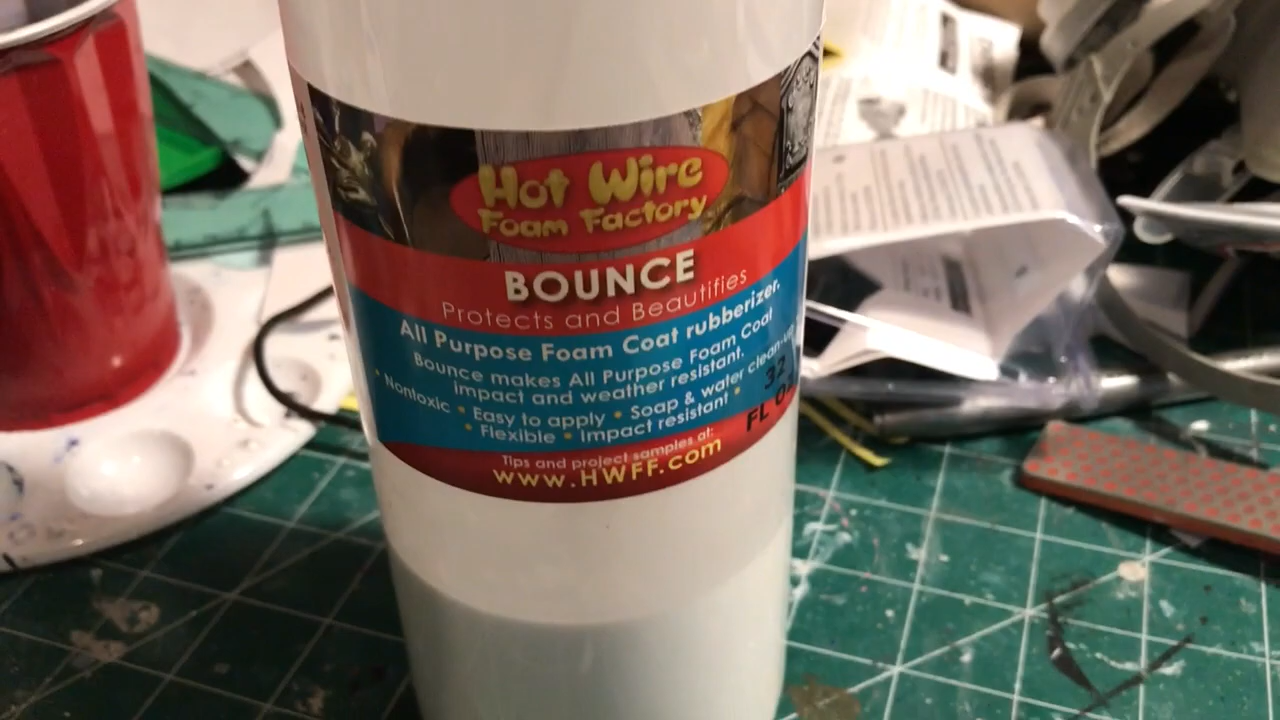 Hot Wire
Foam Factory
BOUNCE
Protects and Beautifies
All Purpose Foam Coat rubberizer.
Bounce makes All Purpose Foam Coat
impact and weather resistant.
• Nontoxic • Easy to apply • Soap & water clean-up
• Flexible • Impact resistant •
32
FL Oz
Tips and project samples at:
www.HWFF.com